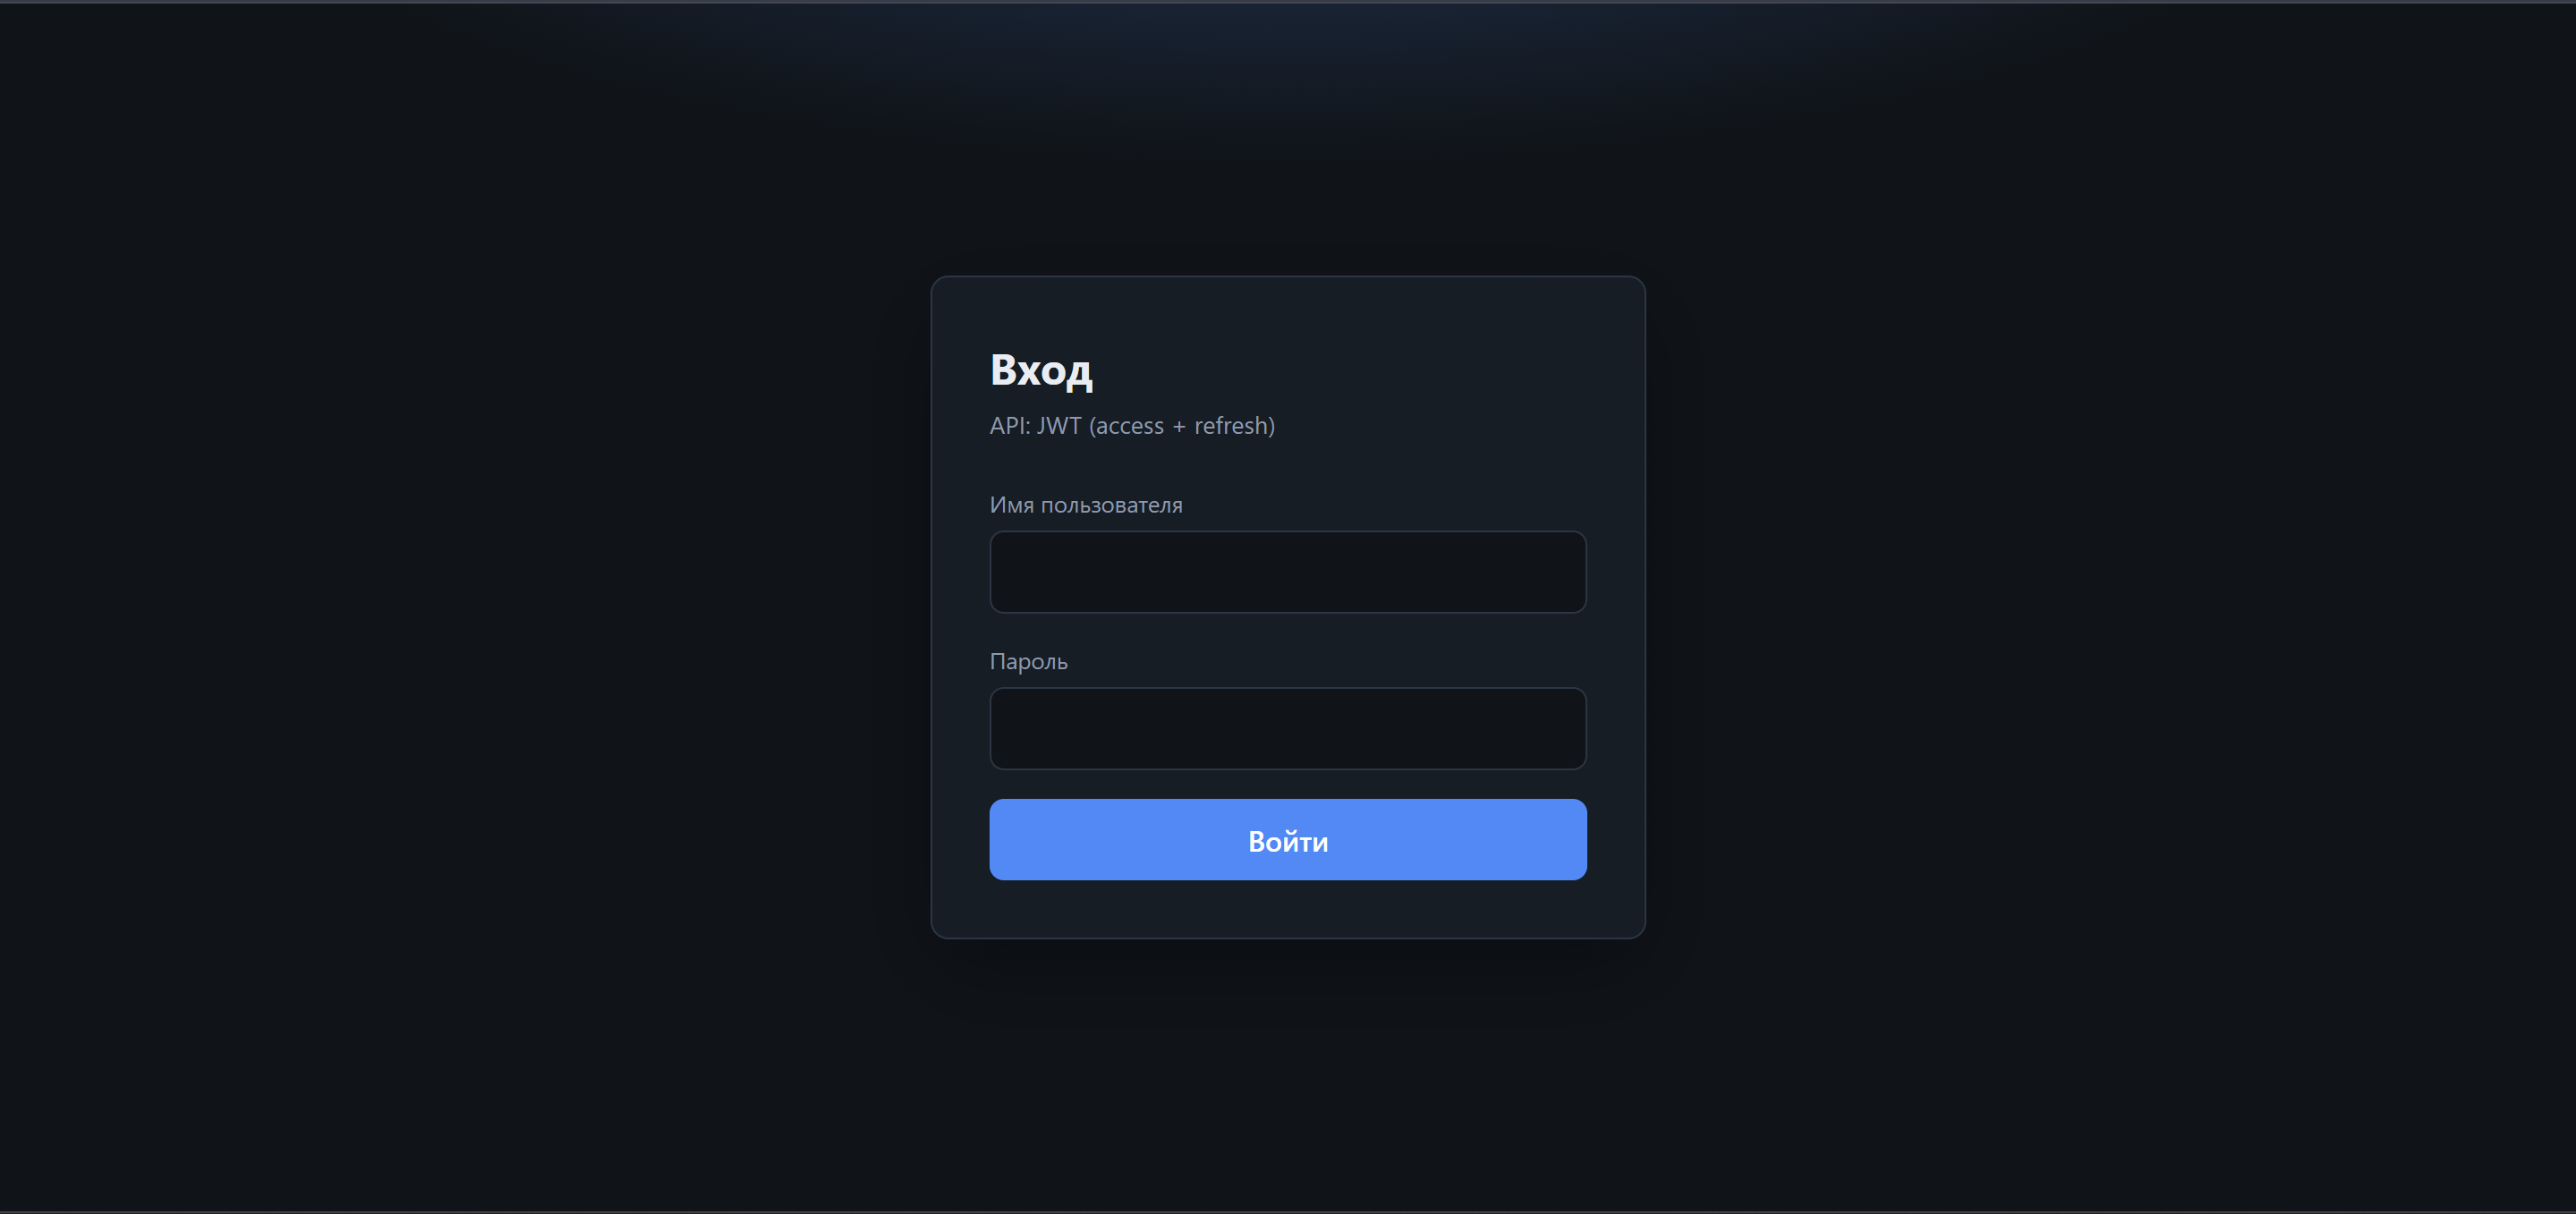 Вход
API: JWT (access + refresh)
Имя пользователя
Пароль
Войти